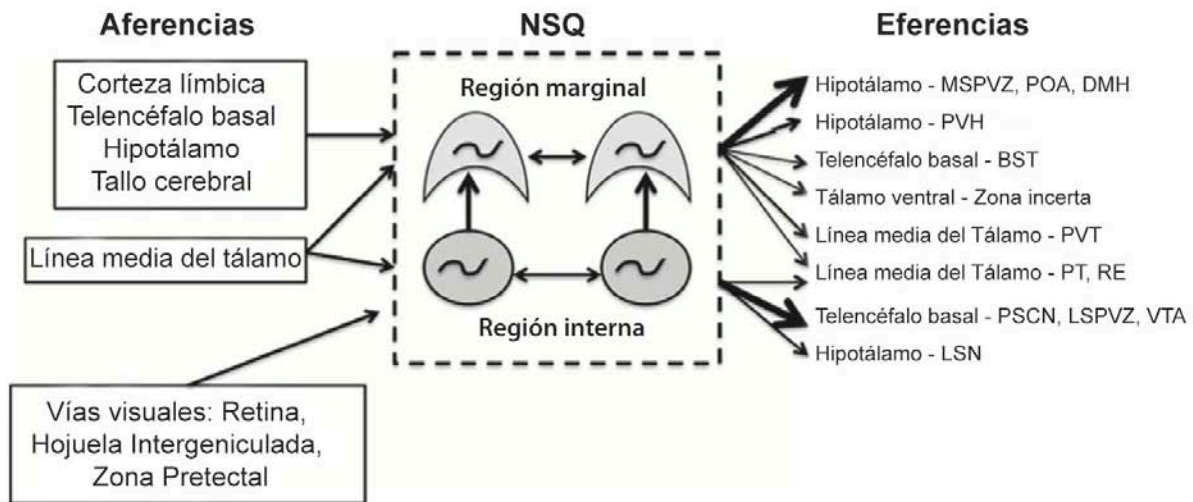 Aferencias
Corteza límbica
Telencéfalo basal
Hipotálamo
Tallo cerebral
Línea media del tálamo
Vías visuales: Retina,
Hojuela Intergeniculada,
Zona Pretectal
NSQ
Región marginal
Región interna
Eferencias
Hipotálamo - MSPVZ, POA, DMH
Hipotálamo - PVH
Telencéfalo basal - BST
Tálamo ventral - Zona incerta
Línea media del Tálamo - PVT
Línea media del Tálamo - PT, RE
Telencéfalo basal - PSCN, LSPVZ, VTA
Hipotálamo - LSN